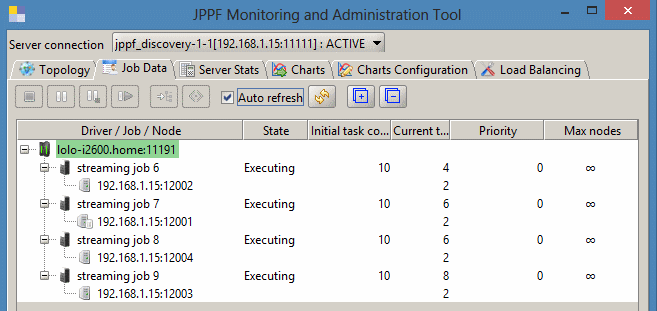 JPPF Monitoring and Administration Tool
Server connection jppf_discovery-1-1[192.168.1.15:11111] : ACTIVE
Topology Job Data Server Stats Charts Charts Configuration Load Balancing
Auto refresh
Driver / Job / Node State Initial task co... Current t... Priority Max nodes
lolo-i2600.home:11191
streaming job 6 Executing 10 4 0 ∞
192.168.1.15:12002 2
streaming job 7 Executing 10 6 0 ∞
192.168.1.15:12001 2
streaming job 8 Executing 10 6 0 ∞
192.168.1.15:12004 2
streaming job 9 Executing 10 8 0 ∞
192.168.1.15:12003 2